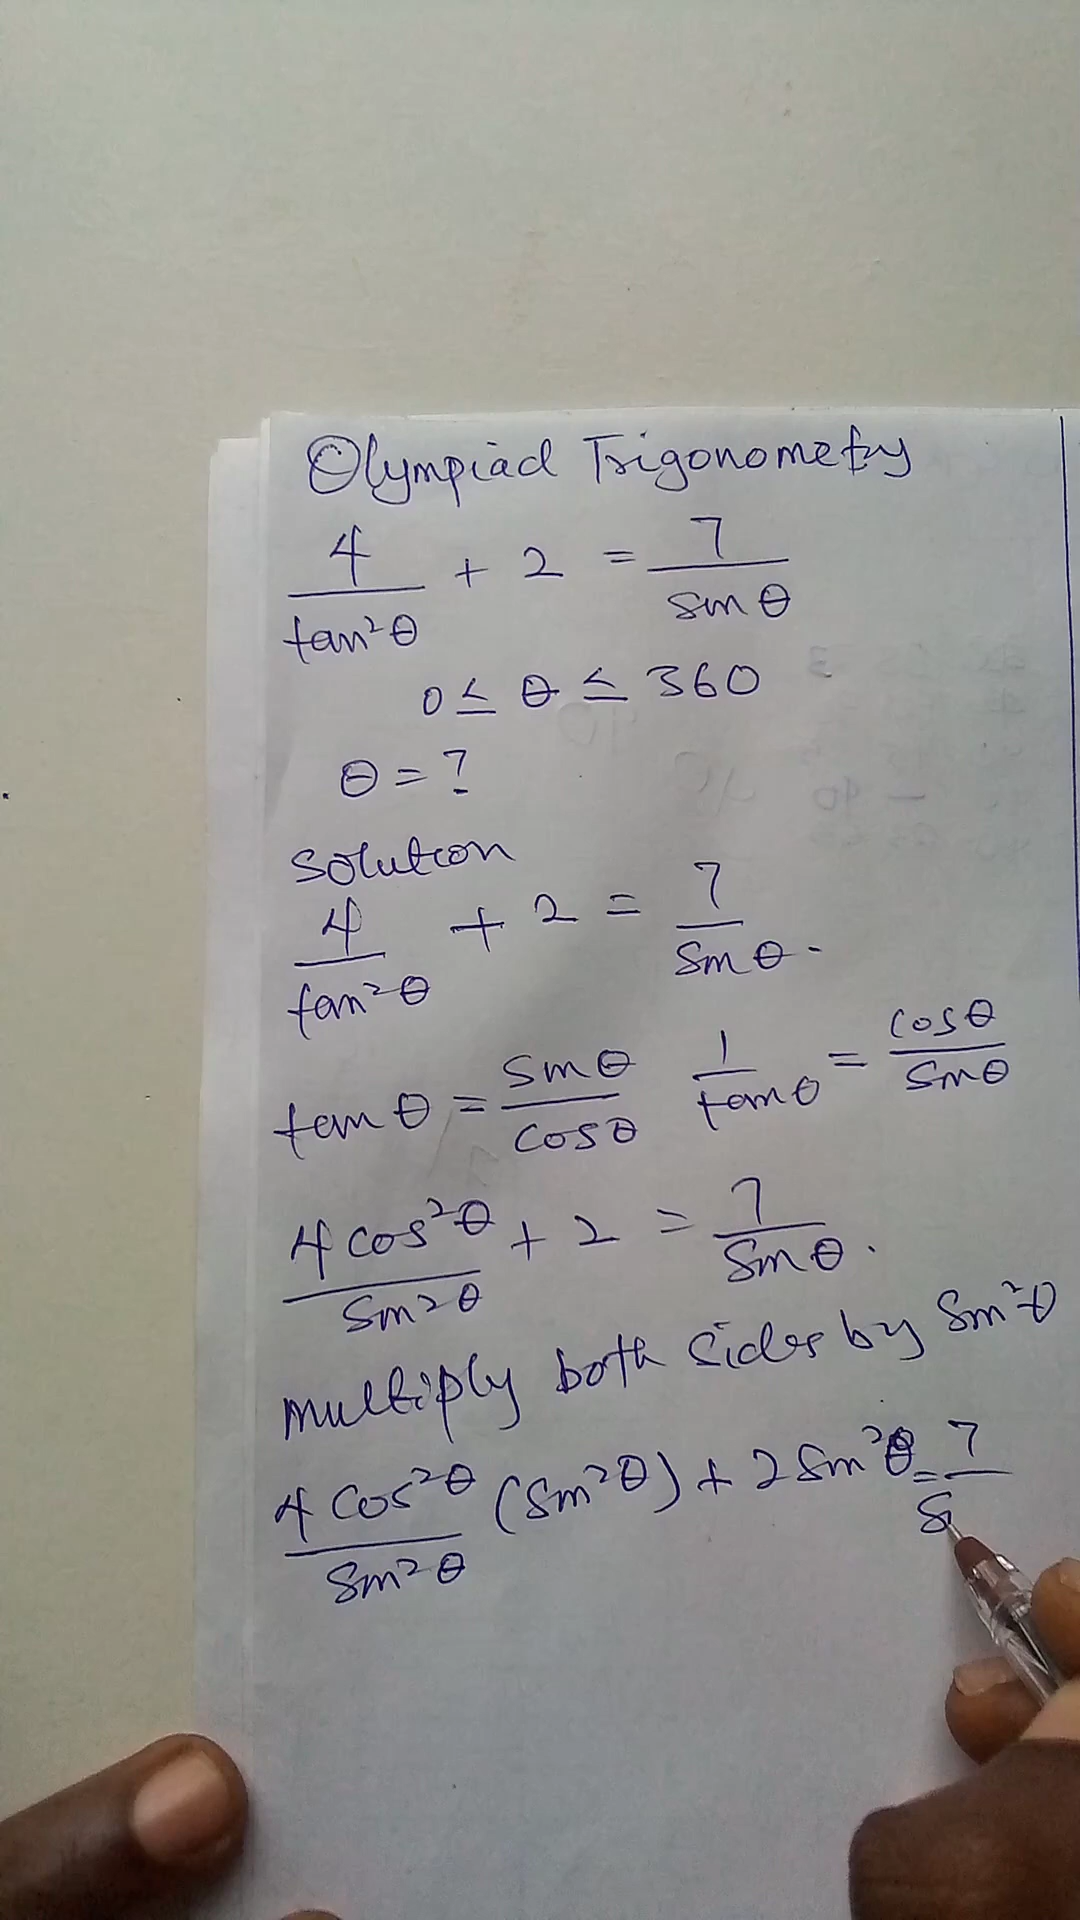 Olympiad Trigonometry
4/tan²θ + 2 = 7/sinθ
0 ≤ θ ≤ 360
θ = ?
Solution
4/tan²θ + 2 = 7/sinθ.
tanθ = sinθ/cosθ 1/tanθ = cosθ/sinθ
4cos²θ/sin²θ + 2 = 7/sinθ.
Multiply both sides by sin²θ
4cos²θ/sin²θ (sin²θ) + 2sin²θ = 7/s